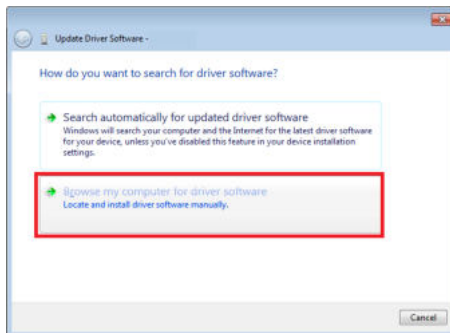 Update Driver Software -
How do you want to search for driver software?
Search automatically for updated driver software
Windows will search your computer and the Internet for the latest driver software
for your device, unless you've disabled this feature in your device installation
settings.
Browse my computer for driver software
Locate and install driver software manually.
Cancel